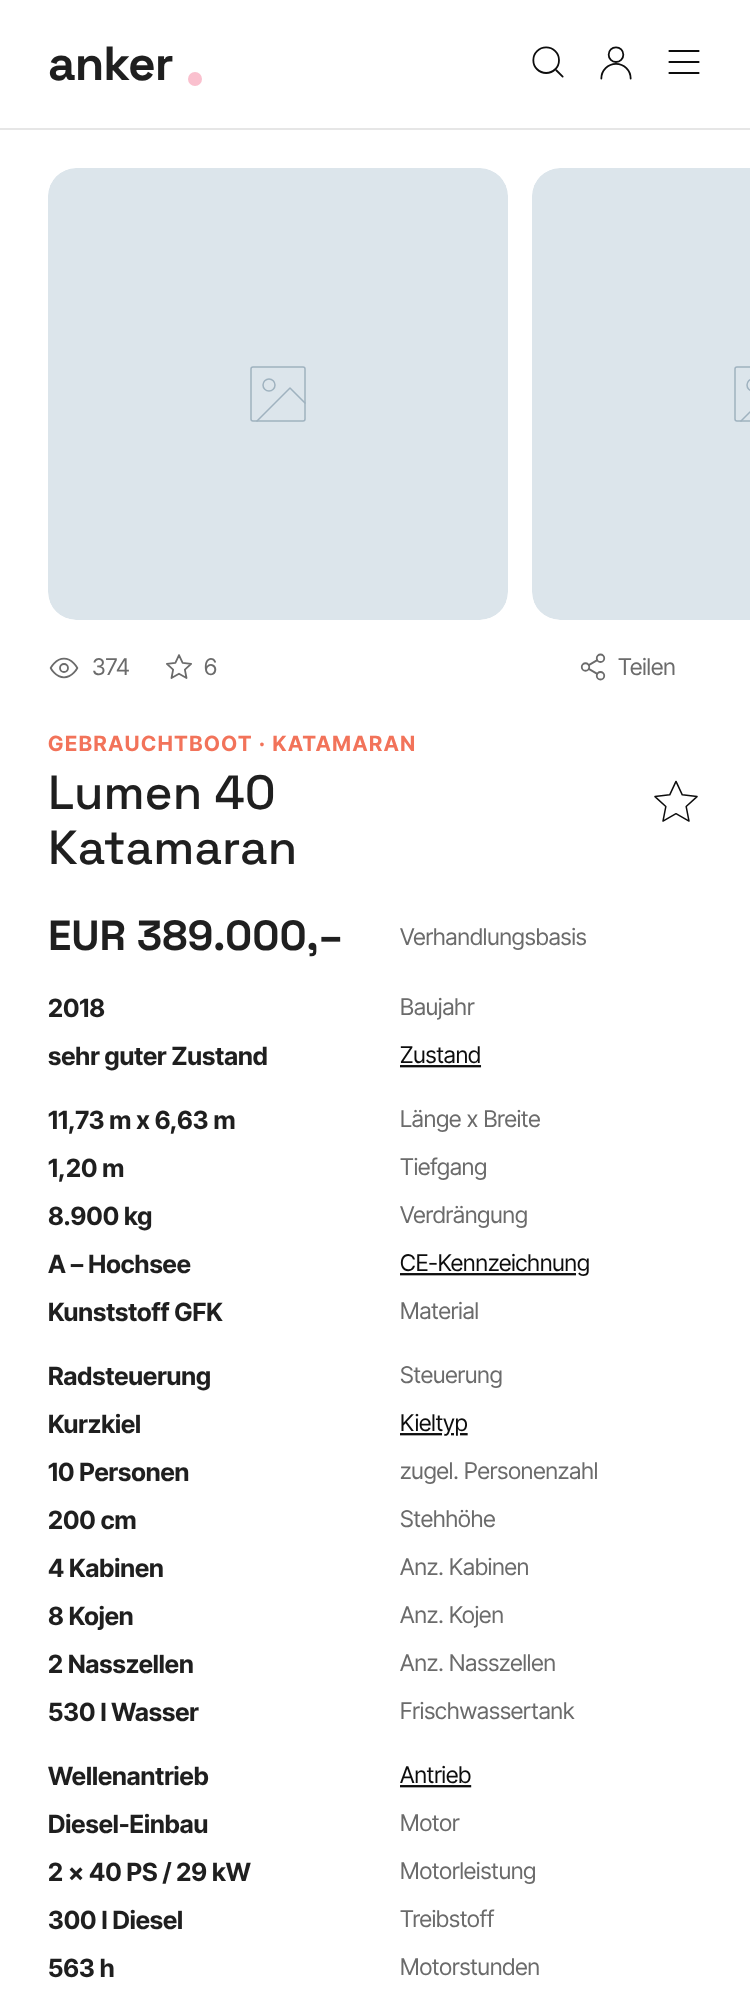 anker
374 6 Teilen
GEBRAUCHTBOOT · KATAMARAN
Lumen 40
Katamaran
EUR 389.000,– Verhandlungsbasis
2018 Baujahr
sehr guter Zustand Zustand
11,73 m x 6,63 m Länge x Breite
1,20 m Tiefgang
8.900 kg Verdrängung
A – Hochsee CE-Kennzeichnung
Kunststoff GFK Material
Radsteuerung Steuerung
Kurzkiel Kieltyp
10 Personen zugel. Personenzahl
200 cm Stehhöhe
4 Kabinen Anz. Kabinen
8 Kojen Anz. Kojen
2 Nasszellen Anz. Nasszellen
530 l Wasser Frischwassertank
Wellenantrieb Antrieb
Diesel-Einbau Motor
2 × 40 PS / 29 kW Motorleistung
300 l Diesel Treibstoff
563 h Motorstunden